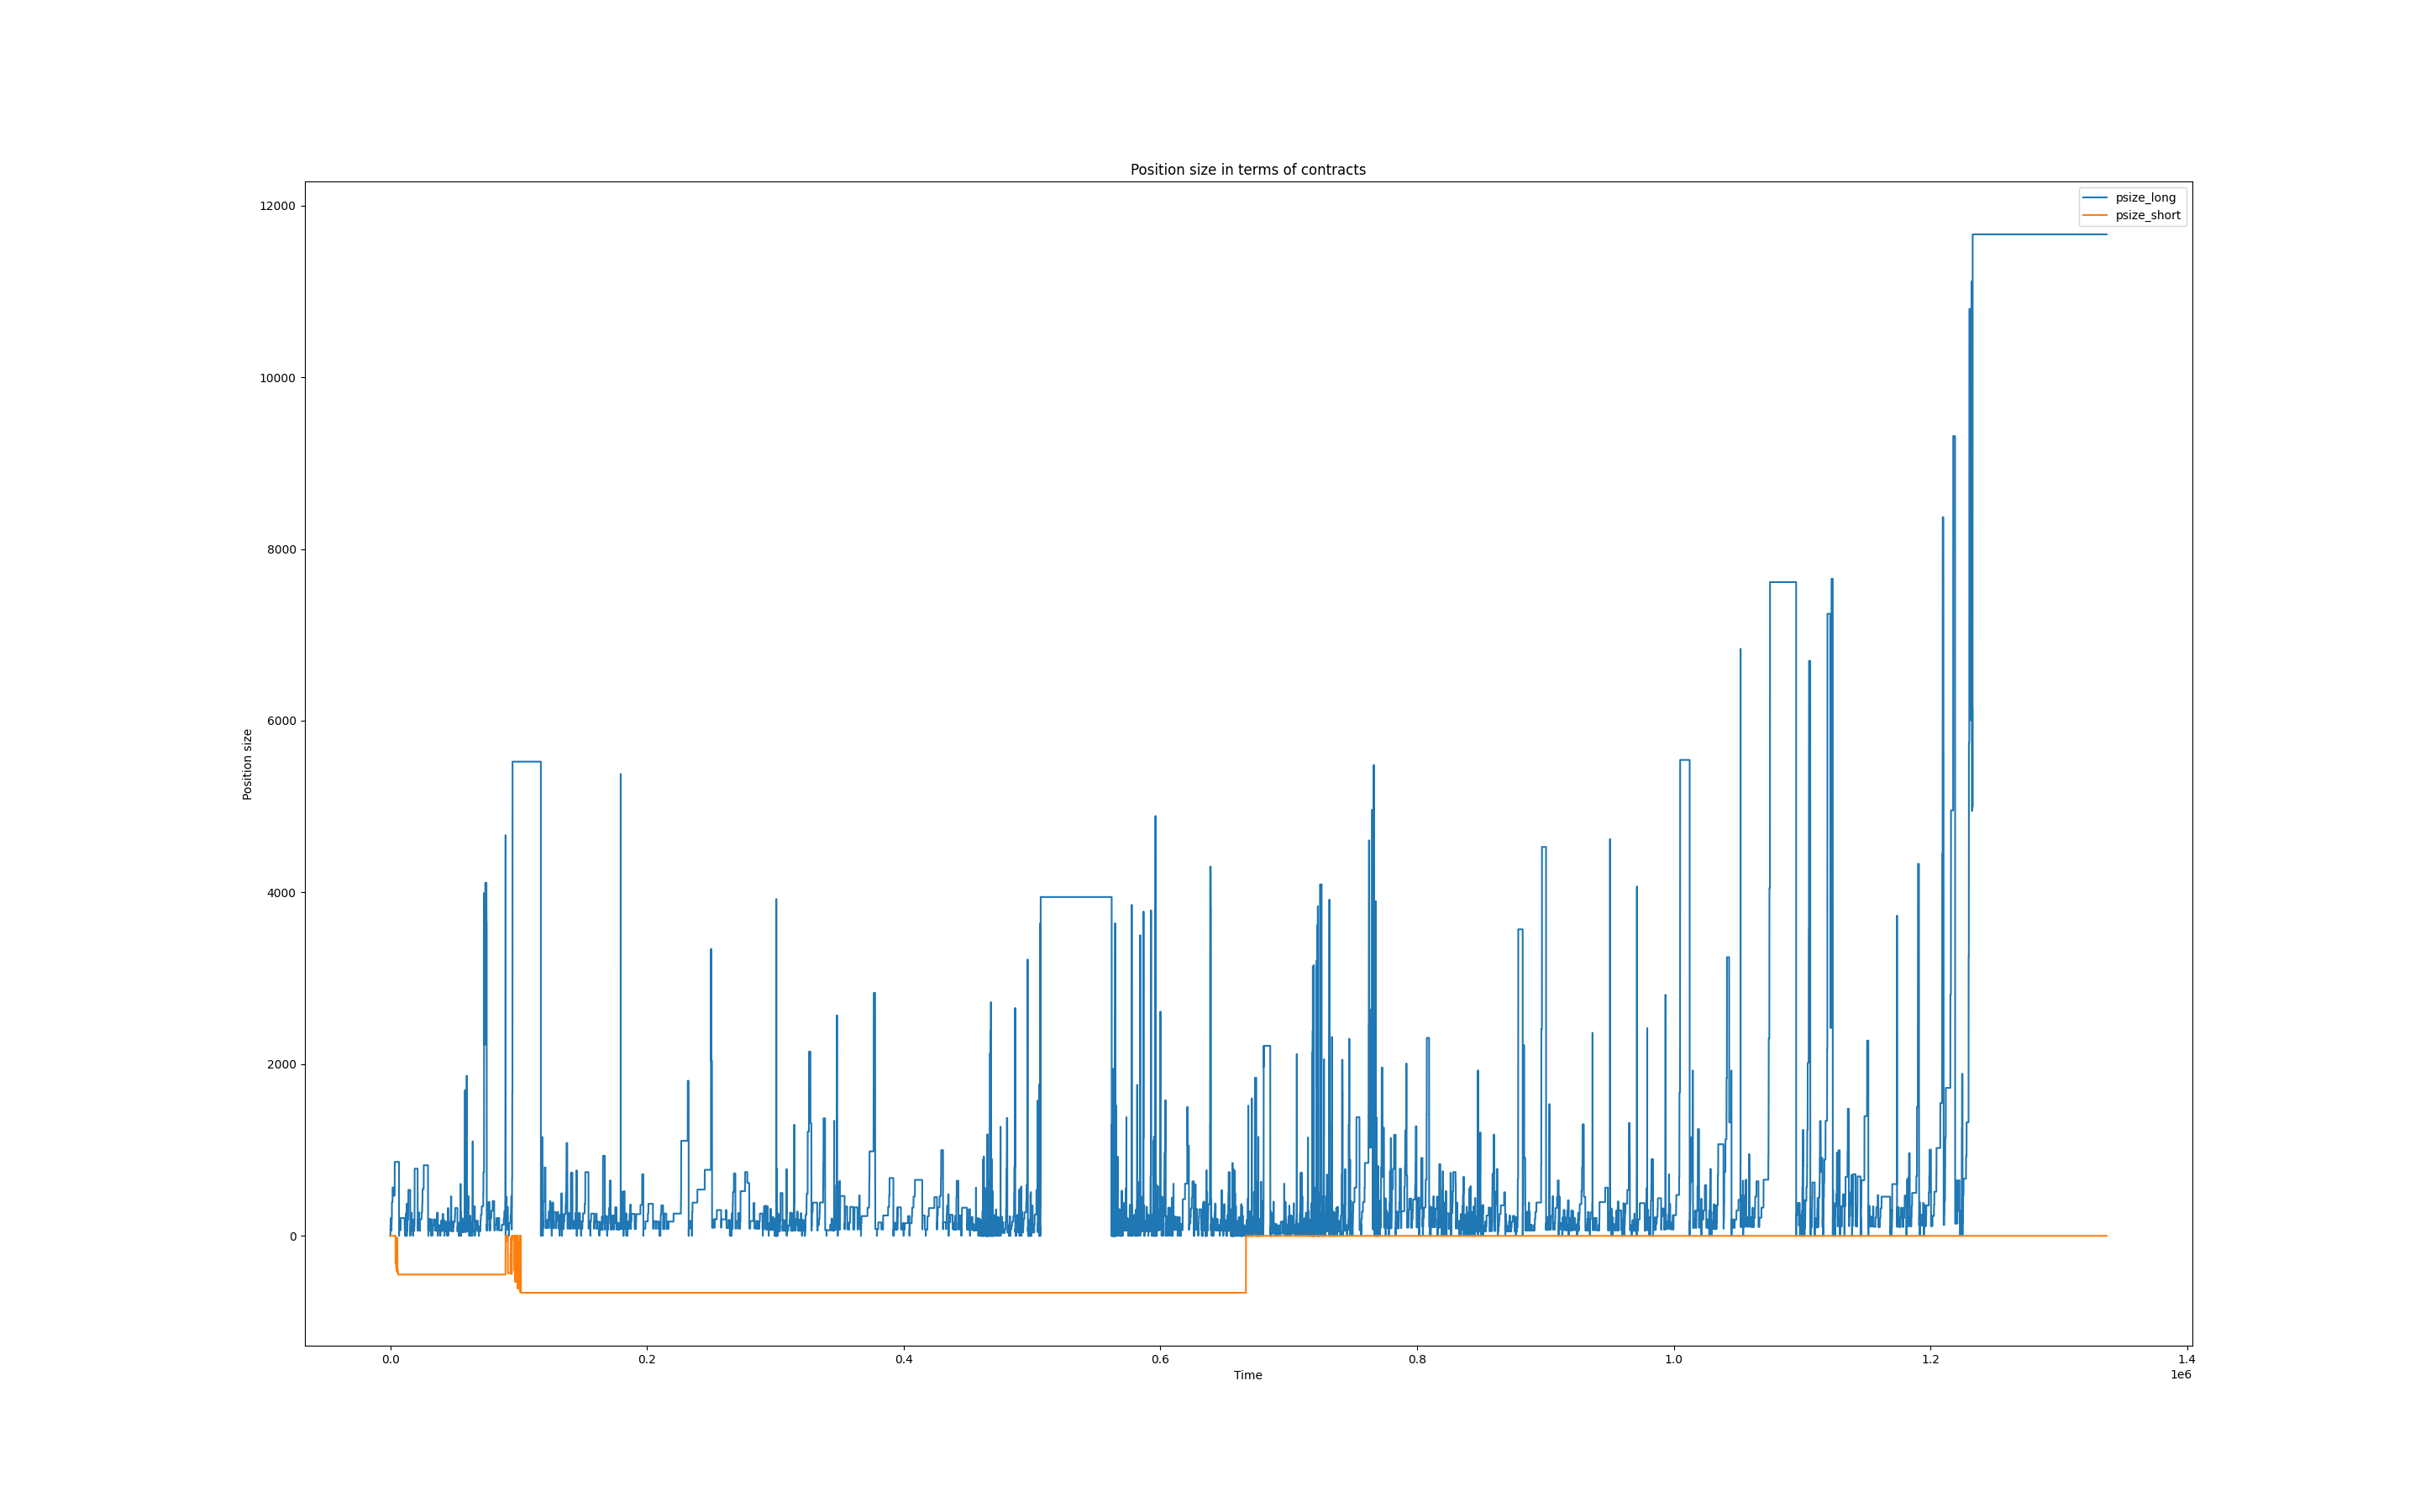 Position size in terms of contracts
psize_long
psize_short
12000
10000
8000
6000
4000
2000
0
Position size
0.0 0.2 0.4 0.6 0.8 1.0 1.2 1.4
1e6
Time